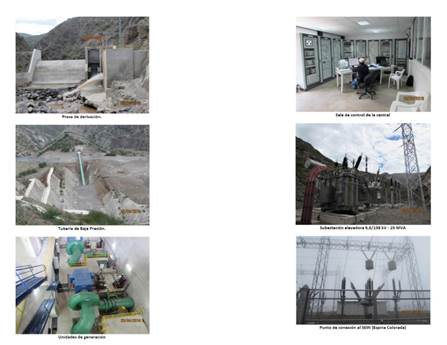 Presa de derivación.
Sala de control de la central
Tubería de Baja Presión.
Subestación elevadora 6,6/138 kV - 25 MVA
Unidades de generación
Punto de conexión al SEIN (Espina Colorada)